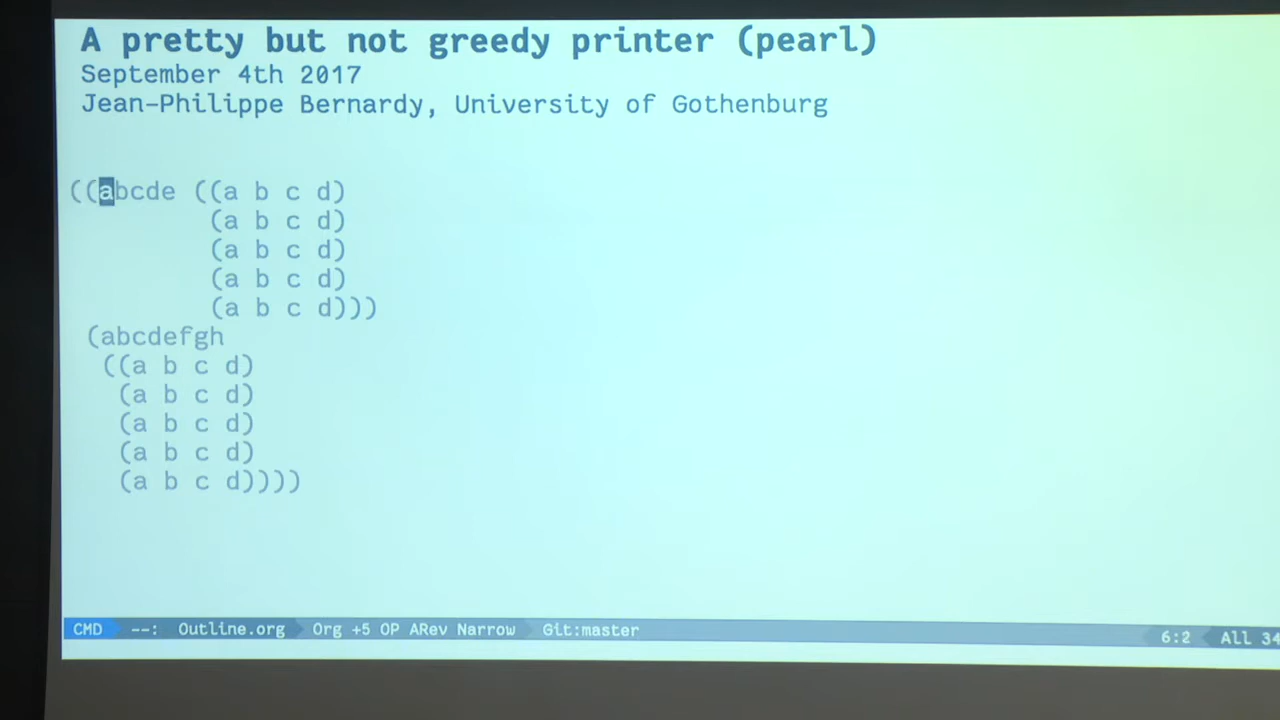 A pretty but not greedy printer (pearl)
September 4th 2017
Jean-Philippe Bernardy, University of Gothenburg
((abcde ((a b c d)
(a b c d)
(a b c d)
(a b c d)
(a b c d)))
(abcdefgh
((a b c d)
(a b c d)
(a b c d)
(a b c d)
(a b c d))))
CMD --: Outline.org Org +5 OP ARev Narrow Git:master 6:2 All 34